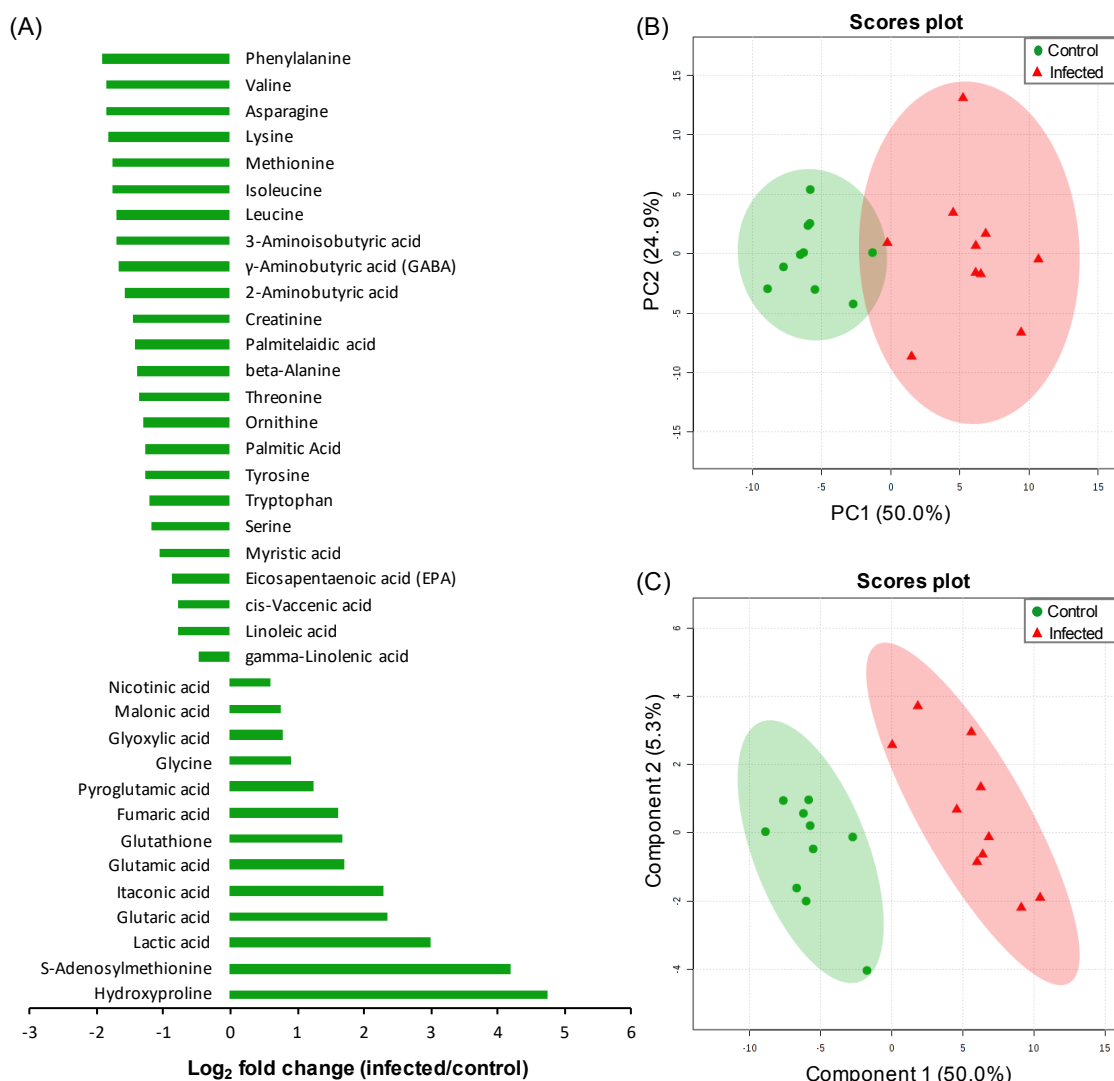 (A)
Phenylalanine
Valine
Asparagine
Lysine
Methionine
Isoleucine
Leucine
3-Aminoisobutyric acid
γ-Aminobutyric acid (GABA)
2-Aminobutyric acid
Creatinine
Palmitelaidic acid
beta-Alanine
Threonine
Ornithine
Palmitic Acid
Tyrosine
Tryptophan
Serine
Myristic acid
Eicosapentaenoic acid (EPA)
cis-Vaccenic acid
Linoleic acid
gamma-Linolenic acid
Nicotinic acid
Malonic acid
Glyoxylic acid
Glycine
Pyroglutamic acid
Fumaric acid
Glutathione
Glutamic acid
Itaconic acid
Glutaric acid
Lactic acid
S-Adenosylmethionine
Hydroxyproline
-3 -2 -1 0 1 2 3 4 5 6
Log2 fold change (infected/control)
(B)
Scores plot
Control
Infected
PC2 (24.9%)
15
10
5
0
-5
-10
-15
-10 -5 0 5 10 15
PC1 (50.0%)
(C)
Scores plot
Control
Infected
Component 2 (5.3%)
6
4
2
0
-2
-4
-10 -5 0 5 10 15
Component 1 (50.0%)